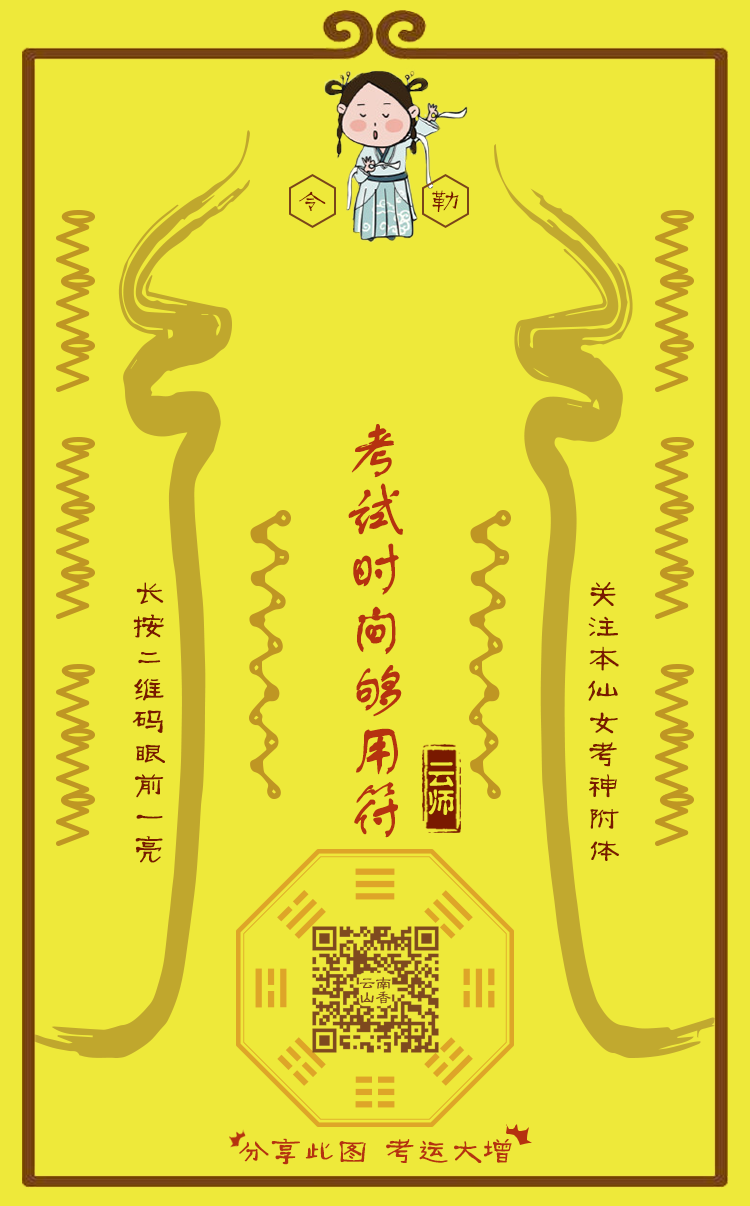 令
勒
考试时间够用符
云师
关注本仙女考神附体
长按二维码眼前一亮
云南
山香
分享此图 考运大增